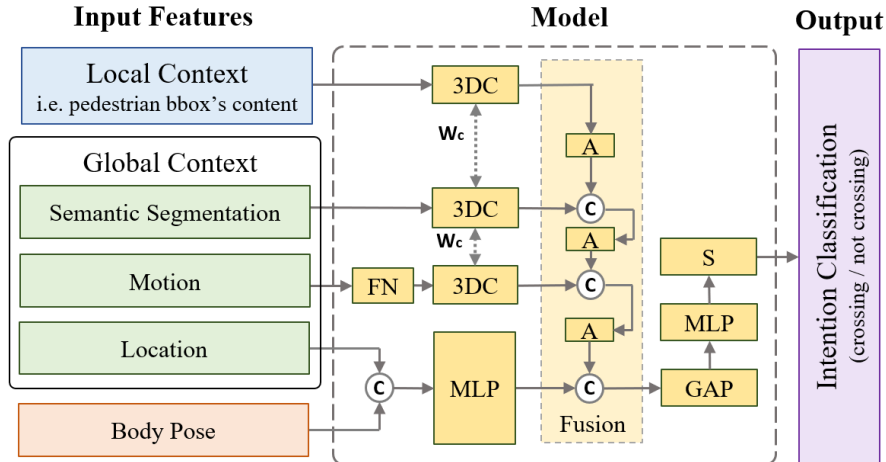 Input Features
Model
Output
Local Context
i.e. pedestrian bbox's content
Global Context
Semantic Segmentation
Motion
Location
Body Pose
3DC
Wc
3DC
Wc
FN
3DC
C
MLP
A
C
A
C
A
C
Fusion
S
MLP
GAP
Intention Classification
(crossing / not crossing)